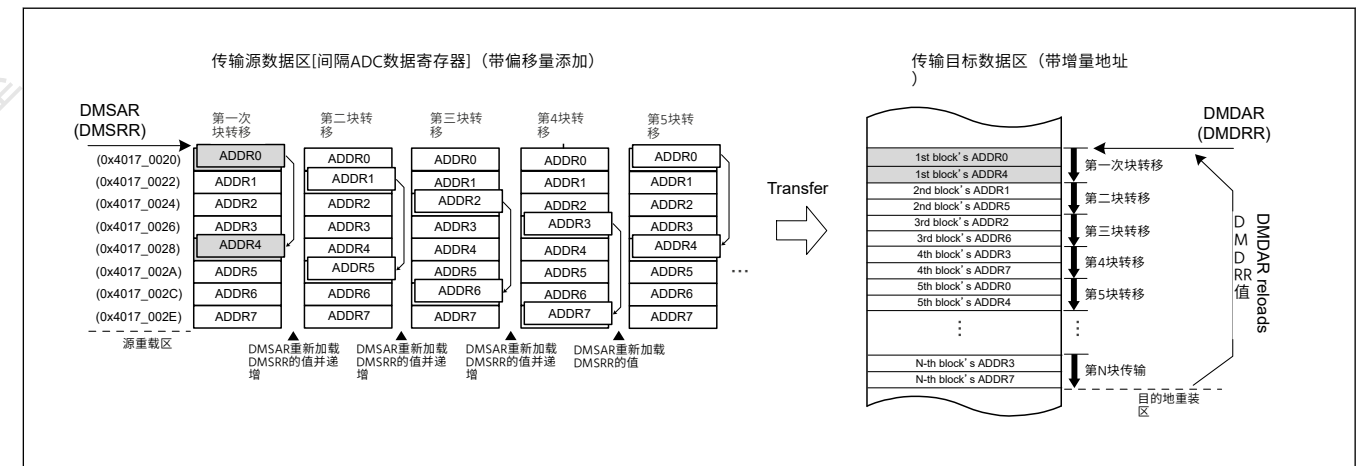 传输源数据区[间隔ADC数据寄存器]（带偏移量添加）
DMSAR
(DMSRR)
第一次
块转移
第二块转
移
第三块转
移
第4块转
移
第5块转
移
(0x4017_0020)
(0x4017_0022)
(0x4017_0024)
(0x4017_0026)
(0x4017_0028)
(0x4017_002A)
(0x4017_002C)
(0x4017_002E)
源重载区
ADDR0
ADDR1
ADDR2
ADDR3
ADDR4
ADDR5
ADDR6
ADDR7
ADDR0
ADDR1
ADDR2
ADDR3
ADDR4
ADDR5
ADDR6
ADDR7
ADDR0
ADDR1
ADDR2
ADDR3
ADDR4
ADDR5
ADDR6
ADDR7
ADDR0
ADDR1
ADDR2
ADDR3
ADDR4
ADDR5
ADDR6
ADDR7
ADDR0
ADDR1
ADDR2
ADDR3
ADDR4
ADDR5
ADDR6
ADDR7
…
DMSAR重新加载
DMSRR的值并递
增
DMSAR重新加载
DMSRR的值并递
增
DMSAR重新加载
DMSRR的值并递
增
DMSAR重新加载
DMSRR的值
Transfer
传输目标数据区（带增量地址
）
1st block's ADDR0
1st block's ADDR4
2nd block's ADDR1
2nd block's ADDR5
3rd block's ADDR2
3rd block's ADDR6
4th block's ADDR3
4th block's ADDR7
5th block's ADDR0
5th block's ADDR4
⋮
N-th block's ADDR3
N-th block's ADDR7
第一次块转移
第二块转移
第三块转移
第4块转移
第5块转移
⋮
第N块传输
目的地重装
区
DMDAR
(DMDRR)
D
M
D
RR
值
DMDAR reloads